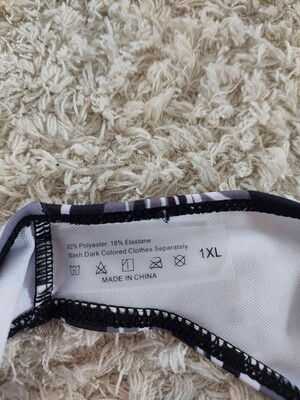 82% Polyester, 18% Elastane
Wash Dark Colored Clothes Separately
1XL
MADE IN CHINA